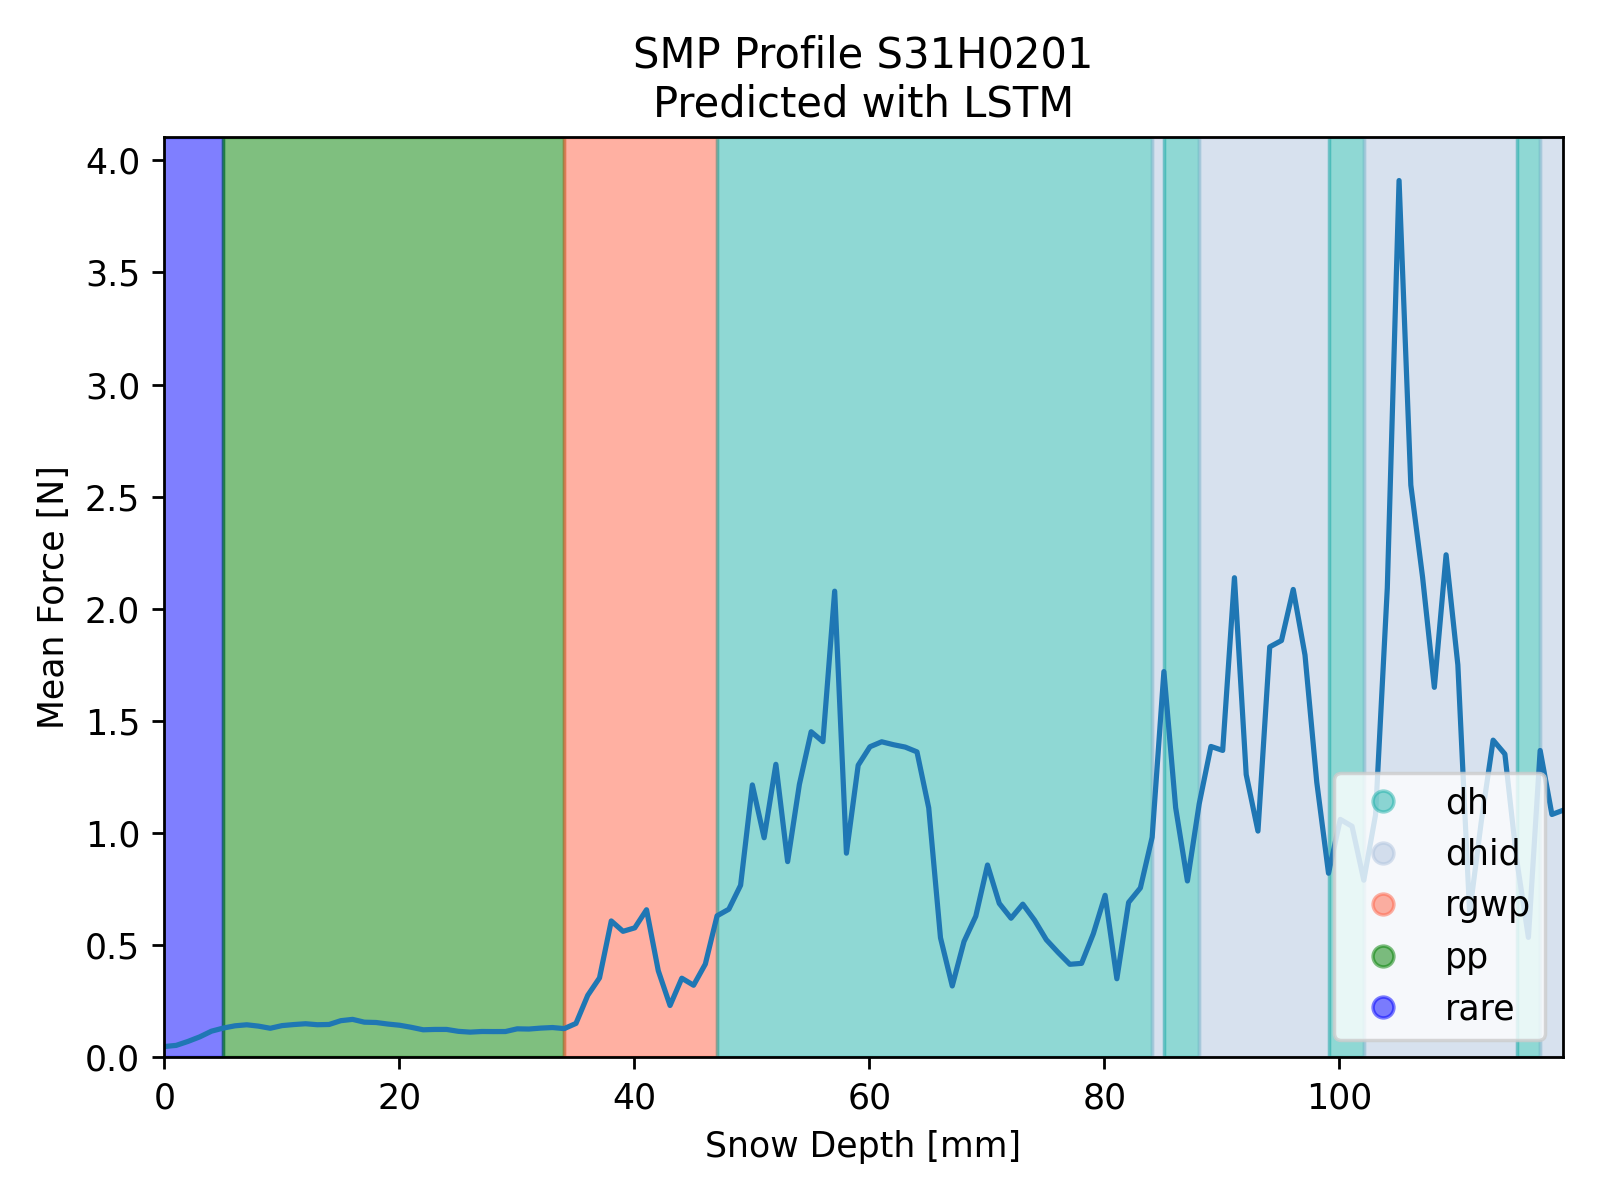 SMP Profile S31H0201
Predicted with LSTM
Mean Force [N]
4.0
3.5
3.0
2.5
2.0
1.5
1.0
0.5
0.0
dh
dhid
rgwp
pp
rare
0 20 40 60 80 100
Snow Depth [mm]